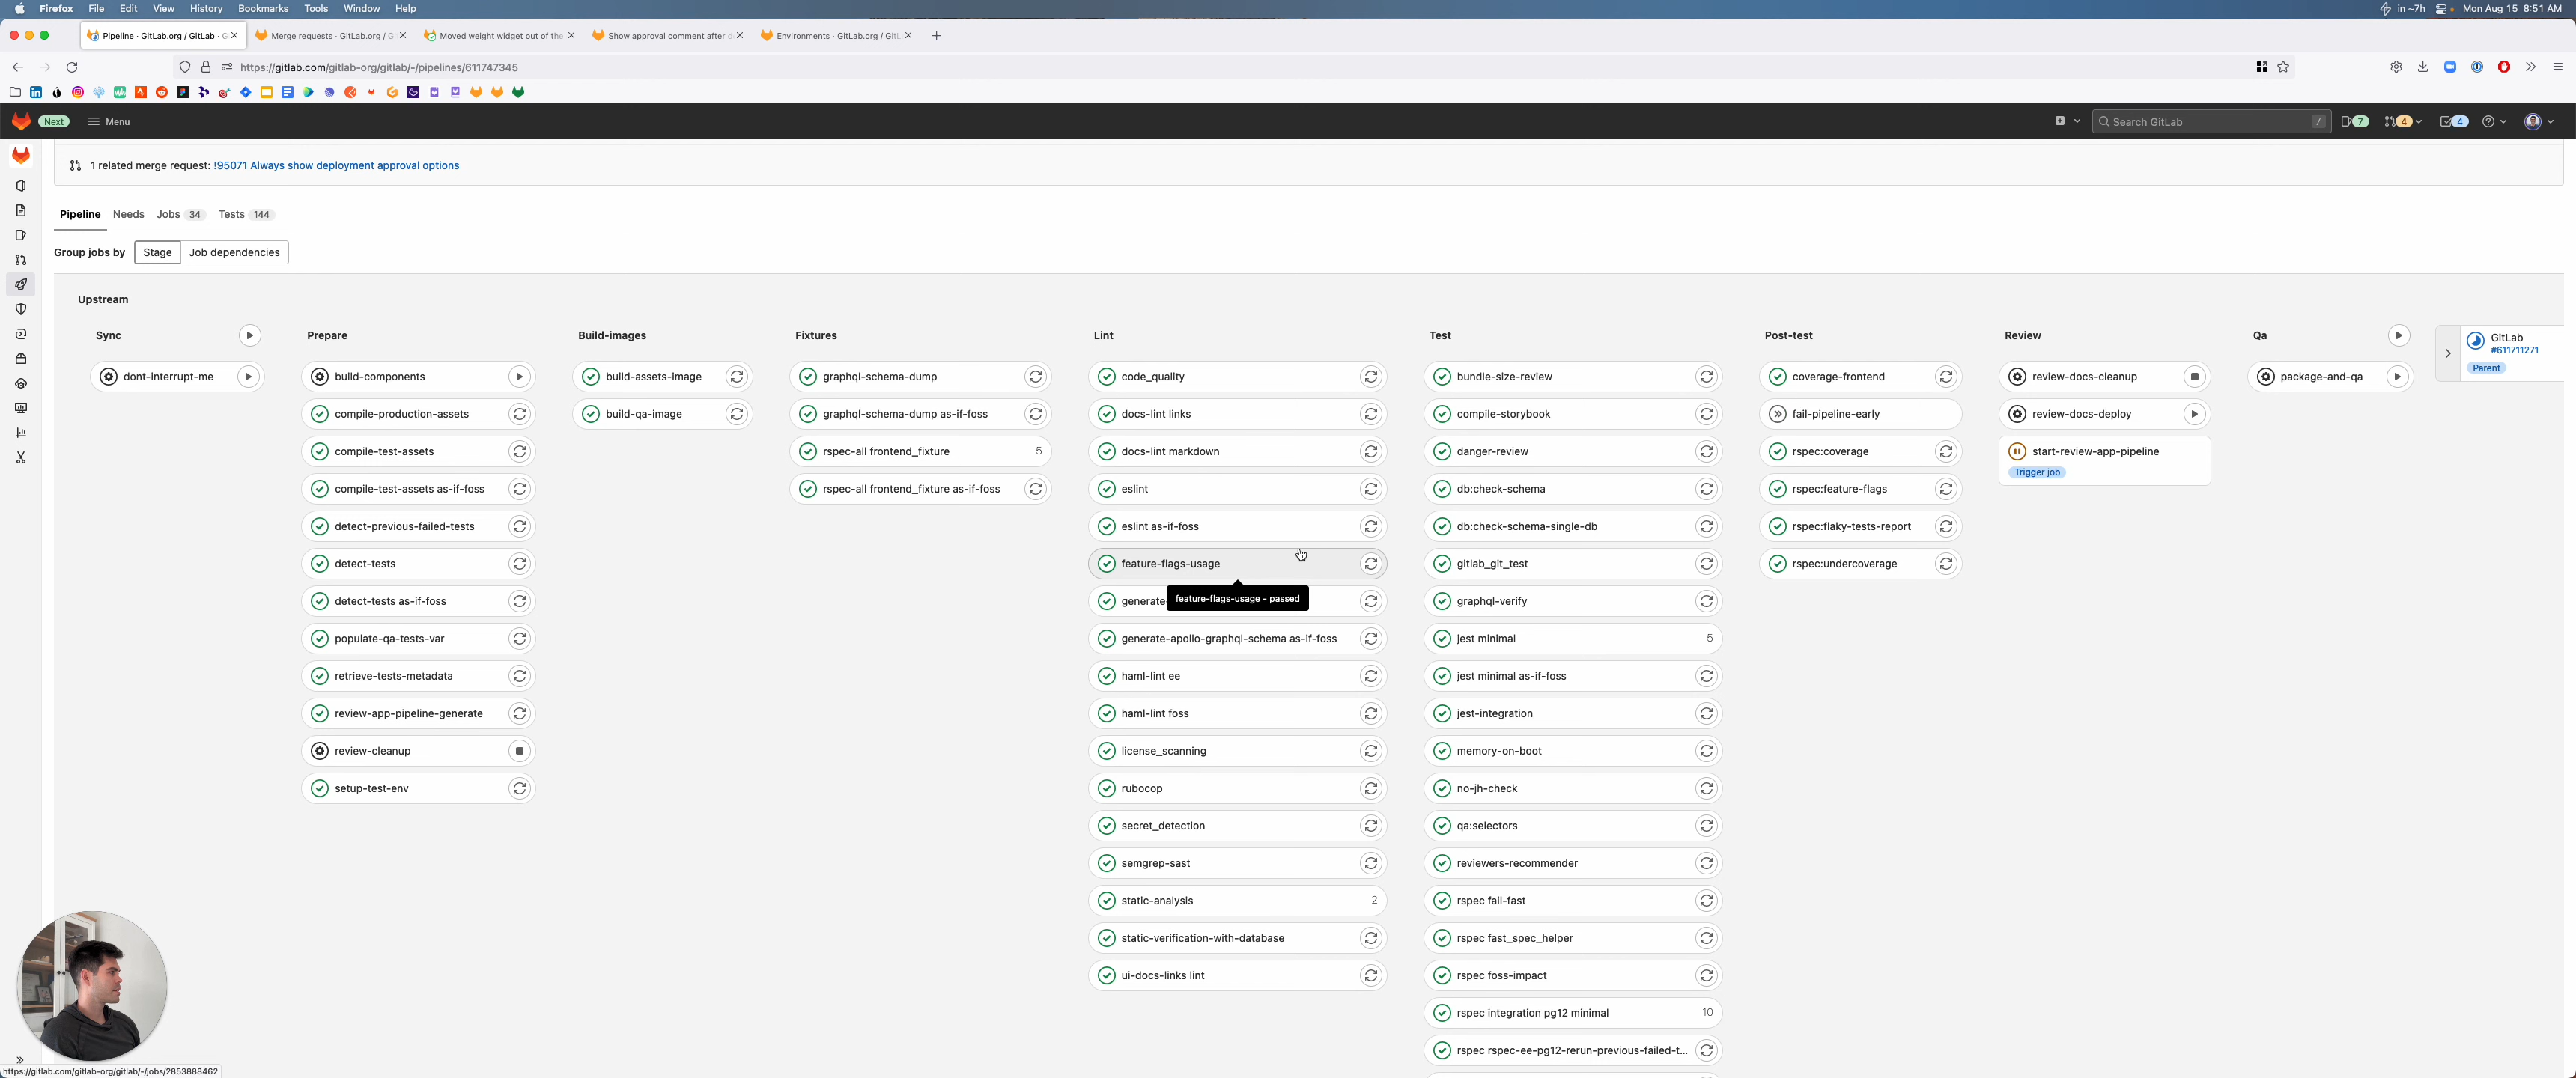 Firefox File Edit View History Bookmarks Tools Window Help
in ~7h Mon Aug 15 8:51 AM
Pipeline · GitLab.org / GitLab · G
Merge requests · GitLab.org / Gi
Moved weight widget out of the
Show approval comment after d
Environments · GitLab.org / GitL
https://gitlab.com/gitlab-org/gitlab/-/pipelines/611747345
Next Menu
Search GitLab /
7 4 4
1 related merge request: !95071 Always show deployment approval options
Pipeline Needs Jobs 34 Tests 144
Group jobs by Stage Job dependencies
Upstream
Sync
dont-interrupt-me
Prepare
build-components
compile-production-assets
compile-test-assets
compile-test-assets as-if-foss
detect-previous-failed-tests
detect-tests
detect-tests as-if-foss
populate-qa-tests-var
retrieve-tests-metadata
review-app-pipeline-generate
review-cleanup
setup-test-env
Build-images
build-assets-image
build-qa-image
Fixtures
graphql-schema-dump
graphql-schema-dump as-if-foss
rspec-all frontend_fixture 5
rspec-all frontend_fixture as-if-foss
Lint
code_quality
docs-lint links
docs-lint markdown
eslint
eslint as-if-foss
feature-flags-usage
feature-flags-usage - passed
generate-
generate-apollo-graphql-schema as-if-foss
haml-lint ee
haml-lint foss
license_scanning
rubocop
secret_detection
semgrep-sast
static-analysis 2
static-verification-with-database
ui-docs-links lint
Test
bundle-size-review
compile-storybook
danger-review
db:check-schema
db:check-schema-single-db
gitlab_git_test
graphql-verify
jest minimal 5
jest minimal as-if-foss
jest-integration
memory-on-boot
no-jh-check
qa:selectors
reviewers-recommender
rspec fail-fast
rspec fast_spec_helper
rspec foss-impact
rspec integration pg12 minimal 10
rspec rspec-ee-pg12-rerun-previous-failed-t...
Post-test
coverage-frontend
fail-pipeline-early
rspec:coverage
rspec:feature-flags
rspec:flaky-tests-report
rspec:undercoverage
Review
review-docs-cleanup
review-docs-deploy
start-review-app-pipeline
Trigger job
Qa
package-and-qa
GitLab
#611711271
Parent
https://gitlab.com/gitlab-org/gitlab/-/jobs/2853888462